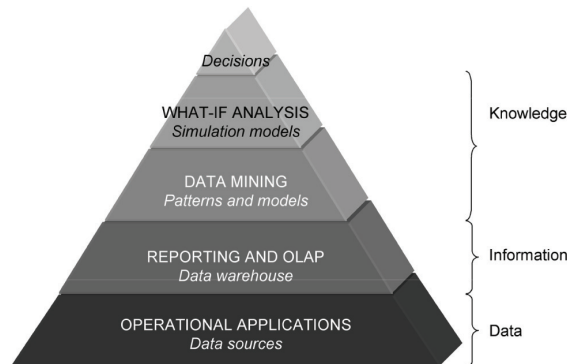 Decisions
WHAT-IF ANALYSIS
Simulation models
Knowledge
DATA MINING
Patterns and models
REPORTING AND OLAP
Data warehouse
Information
OPERATIONAL APPLICATIONS
Data sources
Data